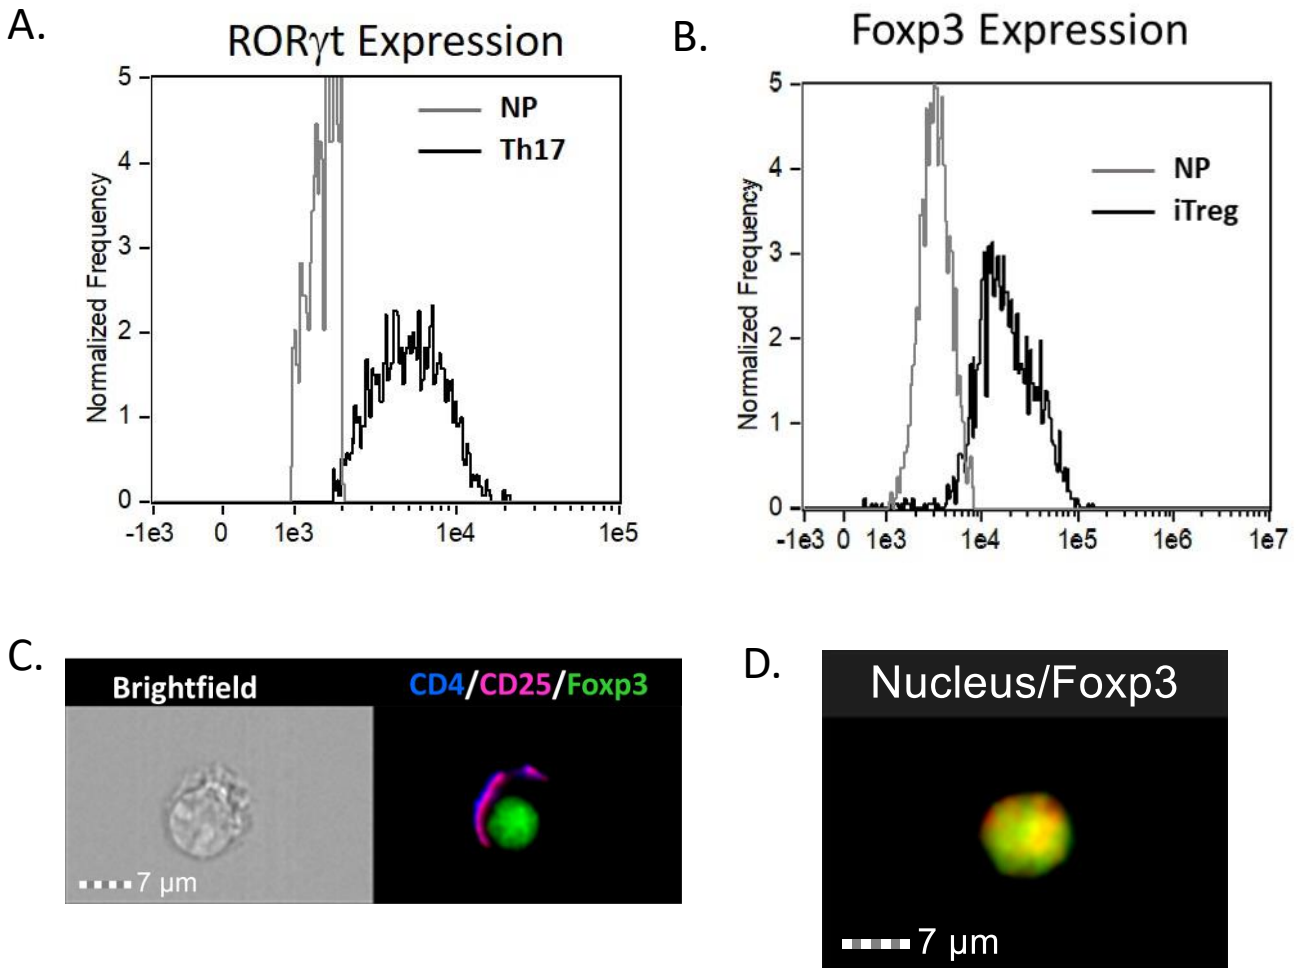 A.
RORγt Expression
5
4
3
2
1
0
Normalized Frequency
NP
Th17
-1e3 0 1e3 1e4 1e5
B.
Foxp3 Expression
5
4
3
2
1
0
Normalized Frequency
NP
iTreg
-1e3 0 1e3 1e4 1e5 1e6 1e7
C.
Brightfield
CD4/CD25/Foxp3
7 μm
D.
Nucleus/Foxp3
7 μm